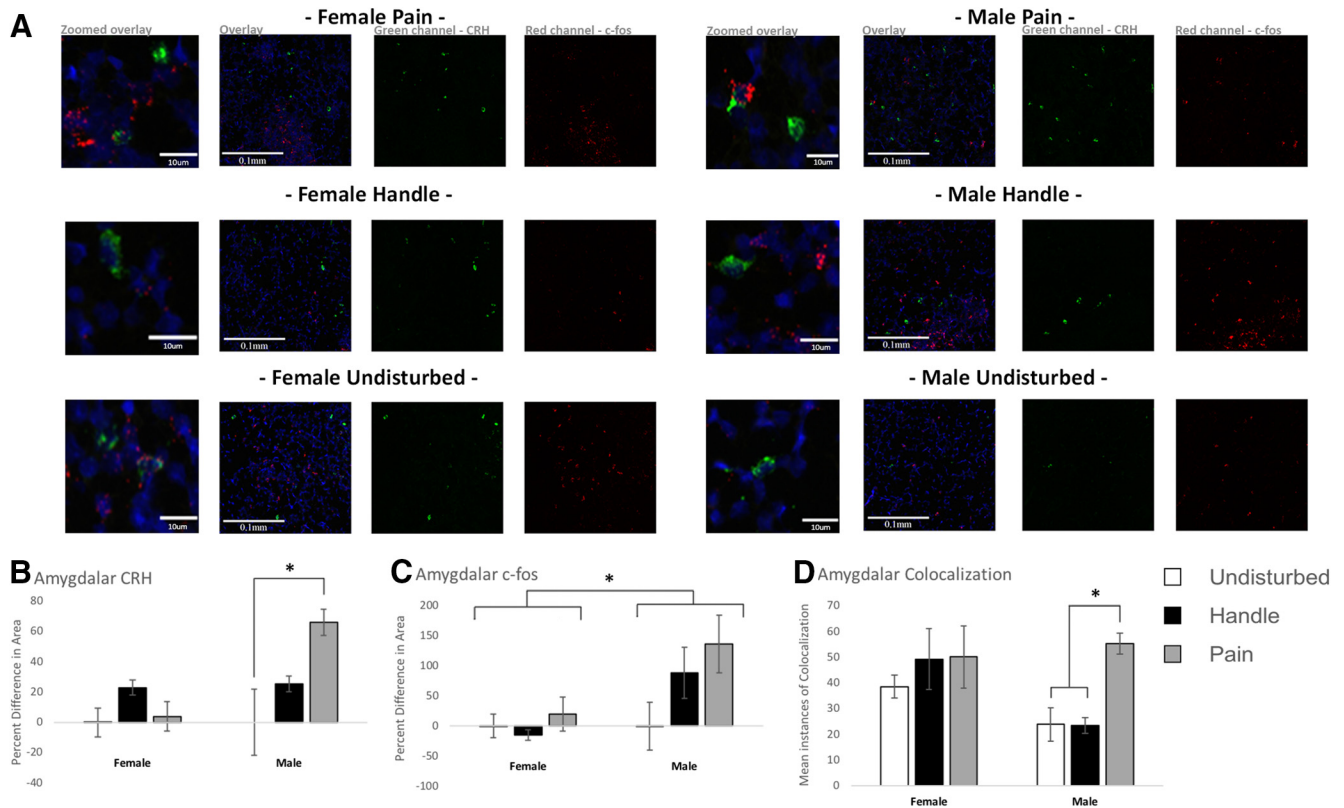 A
- Female Pain -
Zoomed overlay Overlay Green channel - CRH Red channel - c-fos
10um 0.1mm
- Male Pain -
Zoomed overlay Overlay Green channel - CRH Red channel - c-fos
10um 0.1mm
- Female Handle -
10um 0.1mm
- Male Handle -
10um 0.1mm
- Female Undisturbed -
10um 0.1mm
- Male Undisturbed -
10um 0.1mm
B Amygdalar CRH
Percent Difference in Area
80
60
40
20
0
-20
-40
*
Female Male
C Amygdalar c-fos
Percent Difference in Area
200
150
100
50
0
-50
-100
*
Female Male
D Amygdalar Colocalization
Mean instances of Colocalization
70
60
50
40
30
20
10
0
*
Female Male
Undisturbed
Handle
Pain